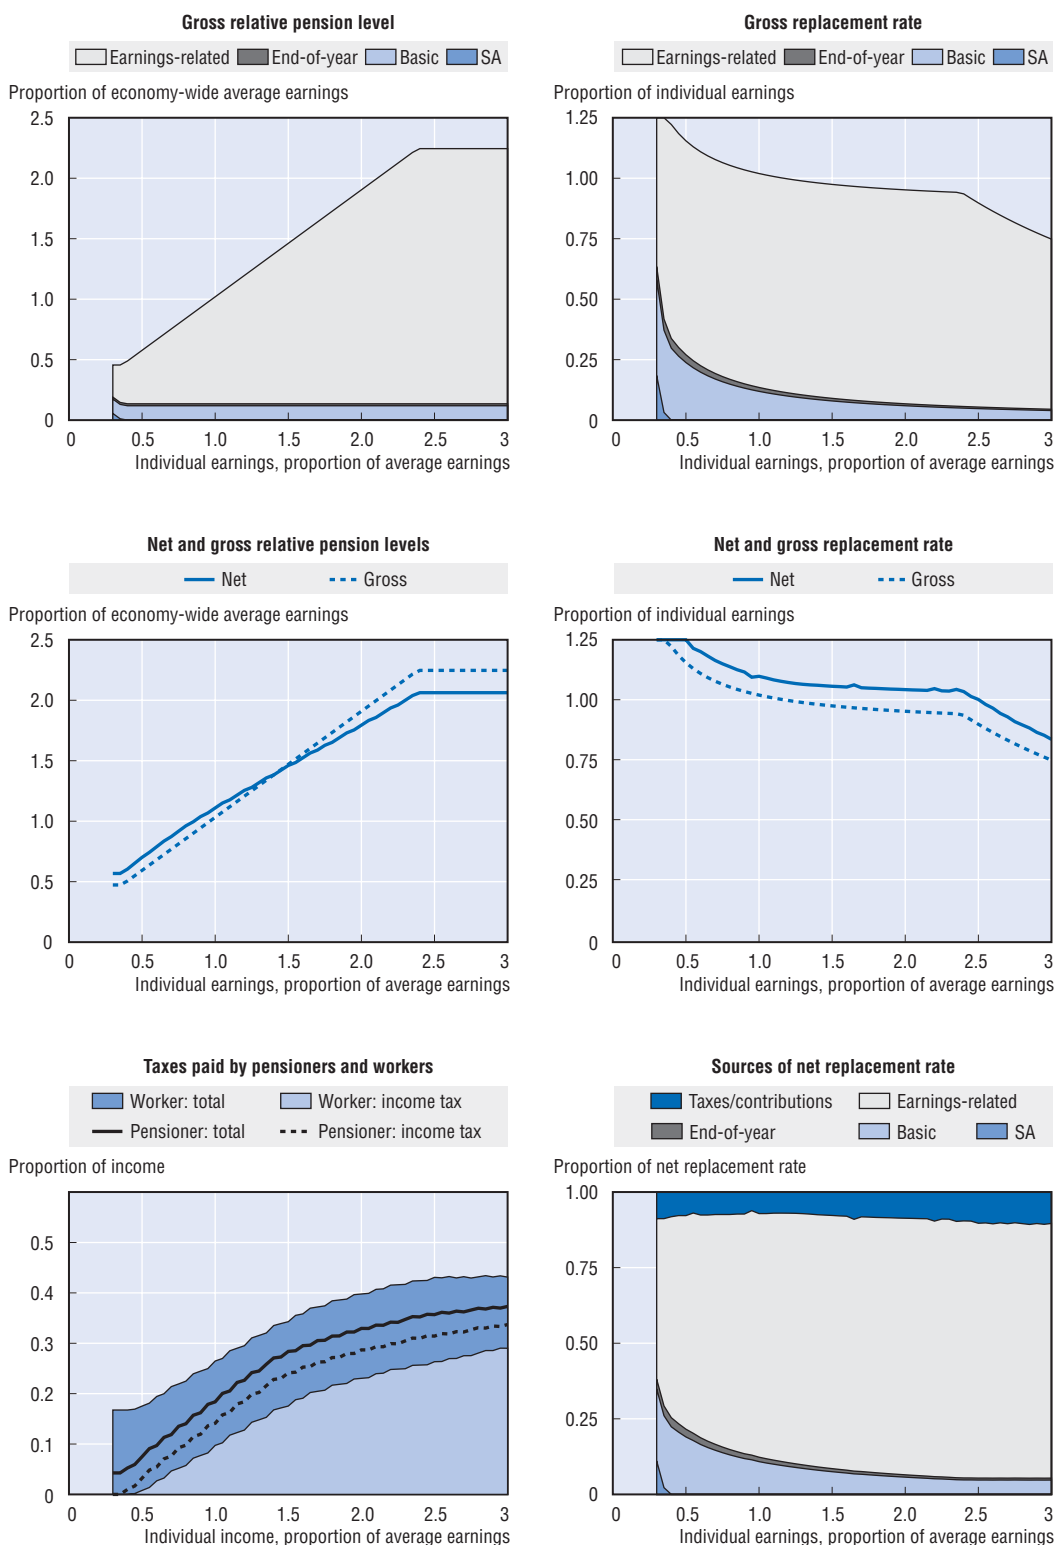 Gross relative pension level
Earnings-related End-of-year Basic SA
Proportion of economy-wide average earnings
2.5
2.0
1.5
1.0
0.5
0
0 0.5 1.0 1.5 2.0 2.5 3
Individual earnings, proportion of average earnings
Gross replacement rate
Earnings-related End-of-year Basic SA
Proportion of individual earnings
1.25
1.00
0.75
0.50
0.25
0
0 0.5 1.0 1.5 2.0 2.5 3
Individual earnings, proportion of average earnings
Net and gross relative pension levels
Net Gross
Proportion of economy-wide average earnings
2.5
2.0
1.5
1.0
0.5
0
0 0.5 1.0 1.5 2.0 2.5 3
Individual earnings, proportion of average earnings
Net and gross replacement rate
Net Gross
Proportion of individual earnings
1.25
1.00
0.75
0.50
0.25
0
0 0.5 1.0 1.5 2.0 2.5 3
Individual earnings, proportion of average earnings
Taxes paid by pensioners and workers
Worker: total Worker: income tax
Pensioner: total Pensioner: income tax
Proportion of income
0.5
0.4
0.3
0.2
0.1
0
0 0.5 1.0 1.5 2.0 2.5 3
Individual income, proportion of average earnings
Sources of net replacement rate
Taxes/contributions Earnings-related
End-of-year Basic SA
Proportion of net replacement rate
1.00
0.75
0.50
0.25
0
0 0.5 1.0 1.5 2.0 2.5 3
Individual earnings, proportion of average earnings